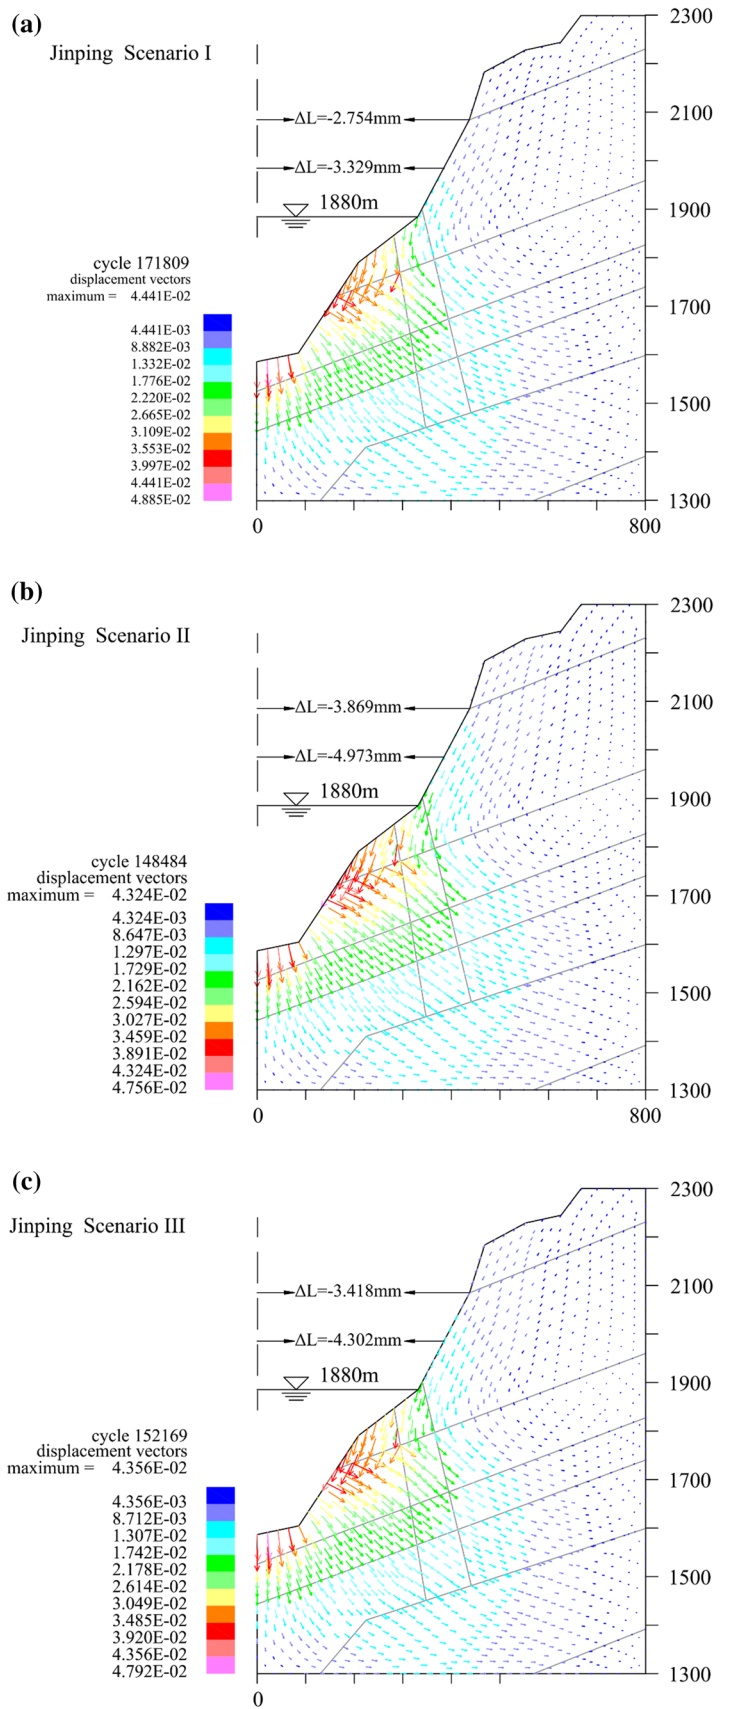 (a)
Jinping Scenario I
2300
2100
1900
1700
1500
1300
ΔL=-2.754mm
ΔL=-3.329mm
1880m
cycle 171809
displacement vectors
maximum = 4.441E-02
4.441E-03
8.882E-03
1.332E-02
1.776E-02
2.220E-02
2.665E-02
3.109E-02
3.553E-02
3.997E-02
4.441E-02
4.885E-02
0
800
(b)
Jinping Scenario II
2300
2100
1900
1700
1500
1300
ΔL=-3.869mm
ΔL=-4.973mm
1880m
cycle 148484
displacement vectors
maximum = 4.324E-02
4.324E-03
8.647E-03
1.297E-02
1.729E-02
2.162E-02
2.594E-02
3.027E-02
3.459E-02
3.891E-02
4.324E-02
4.756E-02
0
800
(c)
Jinping Scenario III
2300
2100
1900
1700
1500
1300
ΔL=-3.418mm
ΔL=-4.302mm
1880m
cycle 152169
displacement vectors
maximum = 4.356E-02
4.356E-03
8.712E-03
1.307E-02
1.742E-02
2.178E-02
2.614E-02
3.049E-02
3.485E-02
3.920E-02
4.356E-02
4.792E-02
0